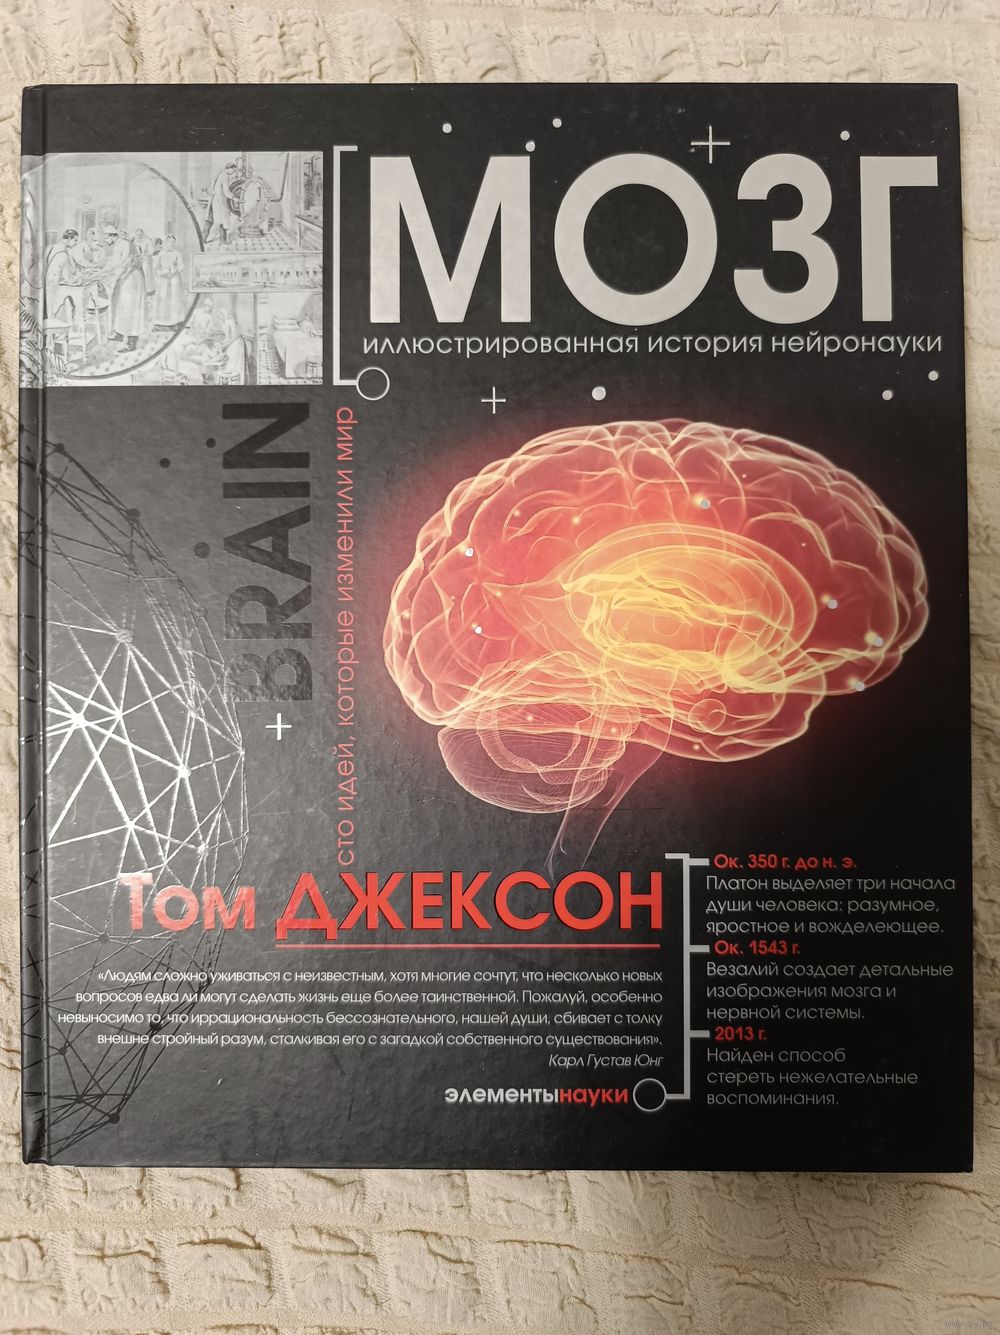 МОЗГ
иллюстрированная история нейронауки
BRAIN
сто идей, которые изменили мир
Том ДЖЕКСОН
«Людям сложно уживаться с неизвестным, хотя многие сочтут, что несколько новых
вопросов едва ли могут сделать жизнь еще более таинственной. Пожалуй, особенно
невыносимо то, что иррациональность бессознательного, нашей души, сбивает с толку
внешне стройный разум, сталкивая его с загадкой собственного существования».
Карл Густав Юнг
элементынауки
Ок. 350 г. до н. э.
Платон выделяет три начала
души человека: разумное,
яростное и вожделеющее.
Ок. 1543 г.
Везалий создает детальные
изображения мозга и
нервной системы.
2013 г.
Найден способ
стереть нежелательные
воспоминания.
www.ay.by